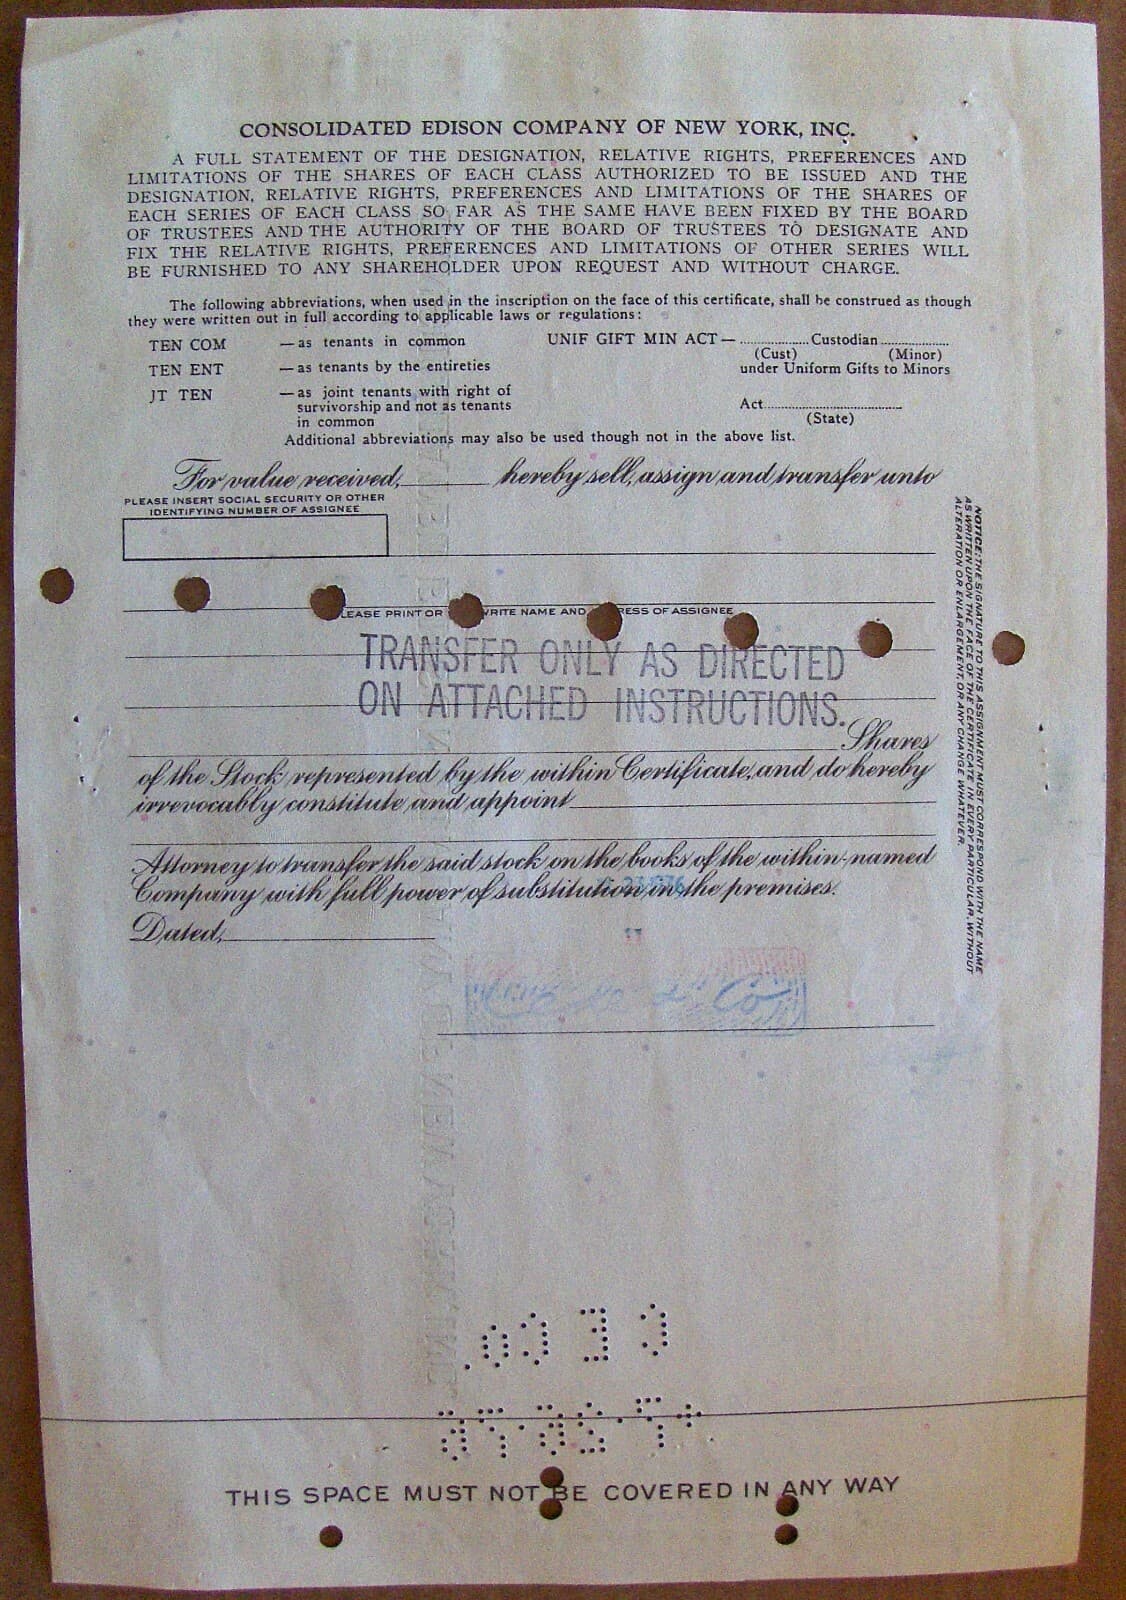 CONSOLIDATED EDISON COMPANY OF NEW YORK, INC.
A FULL STATEMENT OF THE DESIGNATION, RELATIVE RIGHTS, PREFERENCES AND
LIMITATIONS OF THE SHARES OF EACH CLASS AUTHORIZED TO BE ISSUED AND THE
DESIGNATION, RELATIVE RIGHTS, PREFERENCES AND LIMITATIONS OF THE SHARES OF
EACH SERIES OF EACH CLASS SO FAR AS THE SAME HAVE BEEN FIXED BY THE BOARD
OF TRUSTEES AND THE AUTHORITY OF THE BOARD OF TRUSTEES TO DESIGNATE AND
FIX THE RELATIVE RIGHTS, PREFERENCES AND LIMITATIONS OF OTHER SERIES WILL
BE FURNISHED TO ANY SHAREHOLDER UPON REQUEST AND WITHOUT CHARGE.
The following abbreviations, when used in the inscription on the face of this certificate, shall be construed as though
they were written out in full according to applicable laws or regulations:
TEN COM — as tenants in common
TEN ENT — as tenants by the entireties
JT TEN — as joint tenants with right of
survivorship and not as tenants
in common
UNIF GIFT MIN ACT — .................. Custodian ..................
(Cust) (Minor)
under Uniform Gifts to Minors
Act....................................
(State)
Additional abbreviations may also be used though not in the above list.
For value received, hereby sell, assign and transfer unto
PLEASE INSERT SOCIAL SECURITY OR OTHER
IDENTIFYING NUMBER OF ASSIGNEE
LEASE PRINT OR WRITE NAME AND RESS OF ASSIGNEE
TRANSFER ONLY AS DIRECTED
ON ATTACHED INSTRUCTIONS.
Shares
of the Stock represented by the within Certificate, and do hereby
irrevocably constitute and appoint
Attorney to transfer the said stock on the books of the within-named
Company with full power of substitution in the premises.
Dated,
NOTICE: THE SIGNATURE TO THIS ASSIGNMENT MUST CORRESPOND WITH THE NAME
AS WRITTEN UPON THE FACE OF THE CERTIFICATE IN EVERY PARTICULAR, WITHOUT
ALTERATION OR ENLARGEMENT, OR ANY CHANGE WHATEVER.
THIS SPACE MUST NOT BE COVERED IN ANY WAY